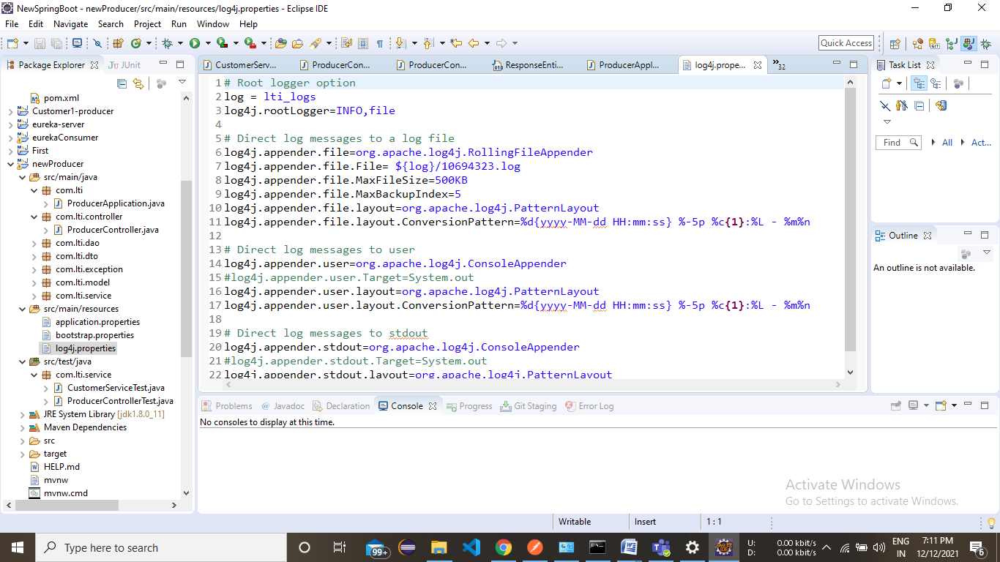 NewSpringBoot - newProducer/src/main/resources/log4j.properties - Eclipse IDE
File Edit Navigate Search Project Run Window Help
Quick Access
Package Explorer JUnit
pom.xml
Customer1-producer
eureka-server
eurekaConsumer
First
newProducer
src/main/java
com.lti
ProducerApplication.java
com.lti.controller
ProducerController.java
com.lti.dao
com.lti.dto
com.lti.exception
com.lti.model
com.lti.service
src/main/resources
application.properties
bootstrap.properties
log4j.properties
src/test/java
com.lti.service
CustomerServiceTest.java
ProducerControllerTest.java
JRE System Library [jdk1.8.0_11]
Maven Dependencies
src
target
HELP.md
mvnw
mvnw.cmd
CustomerServ... ProducerCon... ProducerCon... ResponseEnti... ProducerAppl... log4j.prope... 32
1 # Root logger option
2 log = lti_logs
3 log4j.rootLogger=INFO,file
4
5 # Direct log messages to a log file
6 log4j.appender.file=org.apache.log4j.RollingFileAppender
7 log4j.appender.file.File= ${log}/10694323.log
8 log4j.appender.file.MaxFileSize=500KB
9 log4j.appender.file.MaxBackupIndex=5
10 log4j.appender.file.layout=org.apache.log4j.PatternLayout
11 log4j.appender.file.layout.ConversionPattern=%d{yyyy-MM-dd HH:mm:ss} %-5p %c{1}:%L - %m%n
12
13 # Direct log messages to user
14 log4j.appender.user=org.apache.log4j.ConsoleAppender
15 #log4j.appender.user.Target=System.out
16 log4j.appender.user.layout=org.apache.log4j.PatternLayout
17 log4j.appender.user.layout.ConversionPattern=%d{yyyy-MM-dd HH:mm:ss} %-5p %c{1}:%L - %m%n
18
19 # Direct log messages to stdout
20 log4j.appender.stdout=org.apache.log4j.ConsoleAppender
21 #log4j.appender.stdout.Target=System.out
22 log4j.appender.stdout.layout=org.apache.log4j.PatternLayout
Task List
Find All Act...
Outline
An outline is not available.
Problems @ Javadoc Declaration Console Progress Git Staging Error Log
No consoles to display at this time.
Activate Windows
Go to Settings to activate Windows.
Writable Insert 1 : 1
Type here to search
99+
U: 0.00 kbit/s
D: 0.00 kbit/s
ENG
IN
7:11 PM
12/12/2021
6